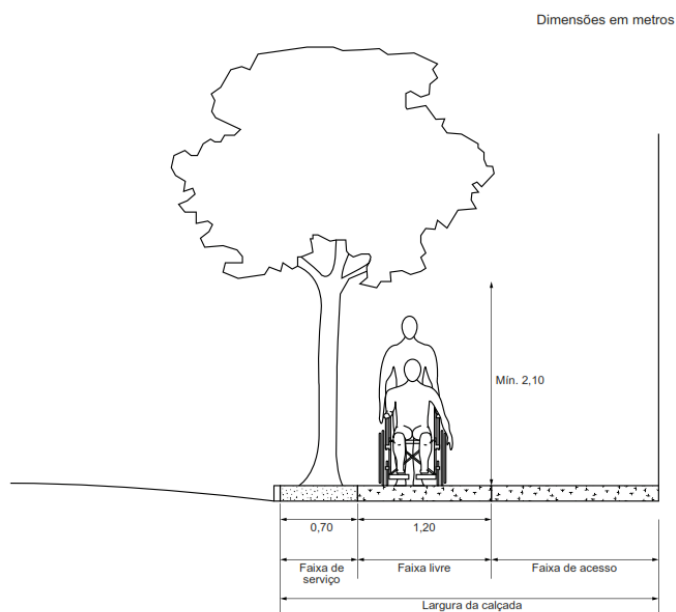 Dimensões em metros
Mín. 2,10
0,70
1,20
Faixa de
serviço
Faixa livre
Faixa de acesso
Largura da calçada